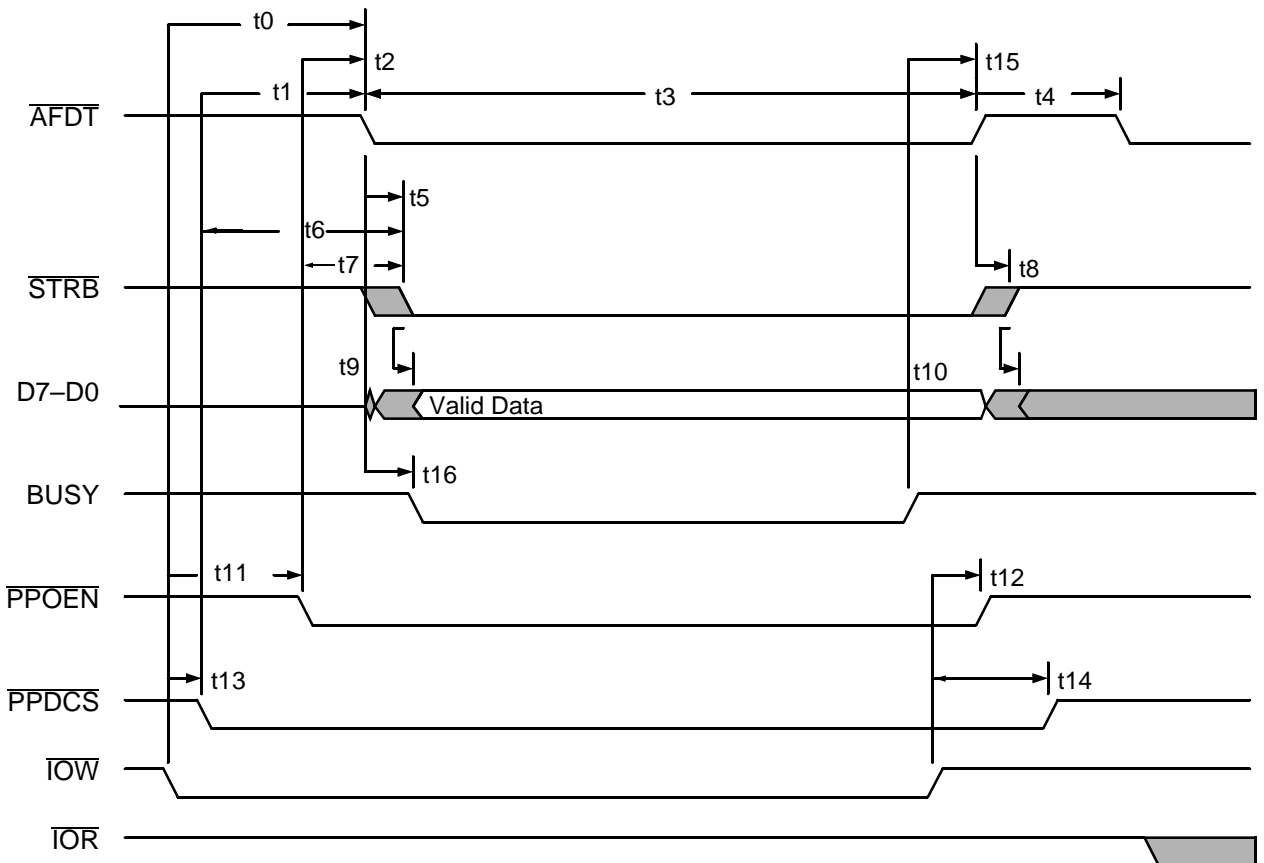 t0
t2
t15
t1
t3
t4
AFDT
t5
t6
t7
t8
STRB
t9
t10
D7–D0
Valid Data
t16
BUSY
t11
t12
PPOEN
t13
t14
PPDCS
IOW
IOR